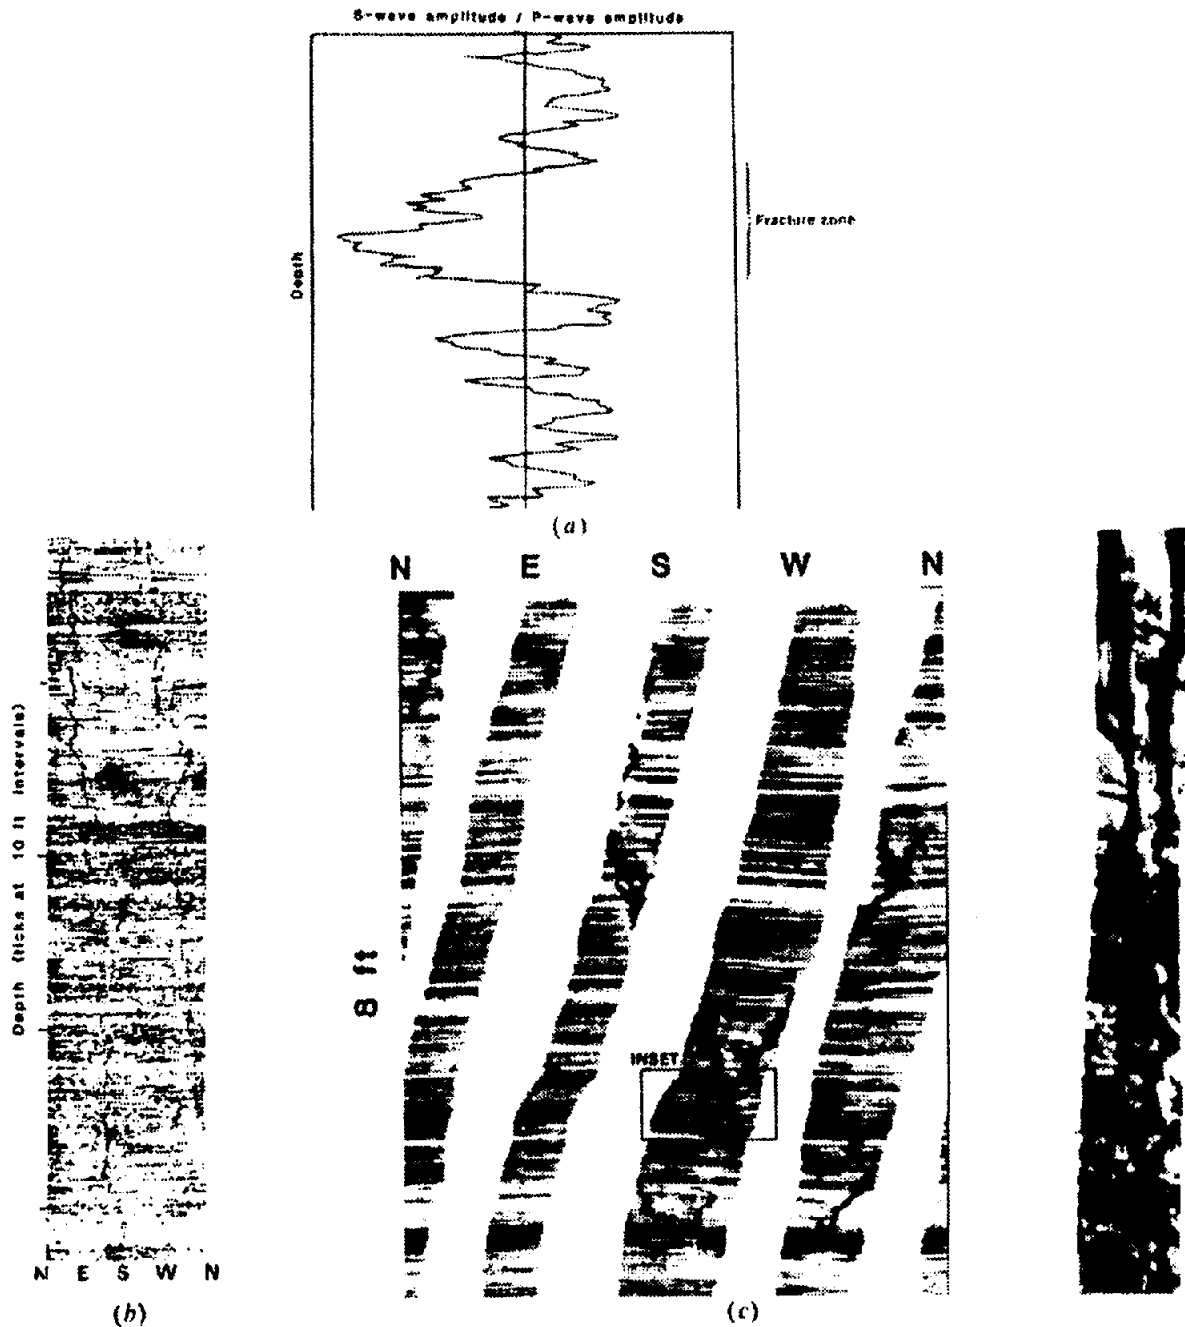 S-wave amplitude / P-wave amplitude
Depth
Fracture zone
(a)
N E S W N
Depth (ticks at 10 ft intervals)
8 ft
INSET
N E S W N
(b)
(c)